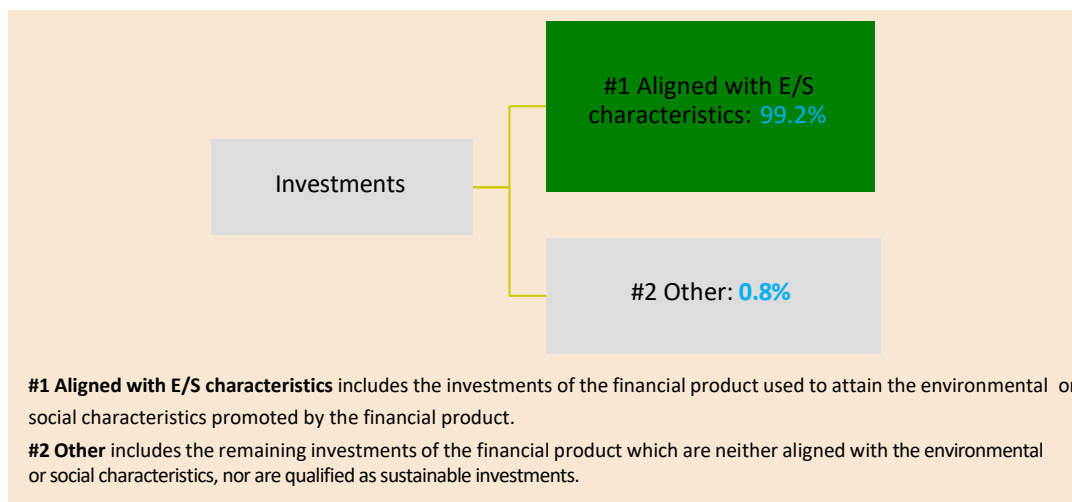 #1 Aligned with E/S
characteristics: 99.2%
Investments
#2 Other: 0.8%
#1 Aligned with E/S characteristics includes the investments of the financial product used to attain the environmental or
social characteristics promoted by the financial product.
#2 Other includes the remaining investments of the financial product which are neither aligned with the environmental
or social characteristics, nor are qualified as sustainable investments.